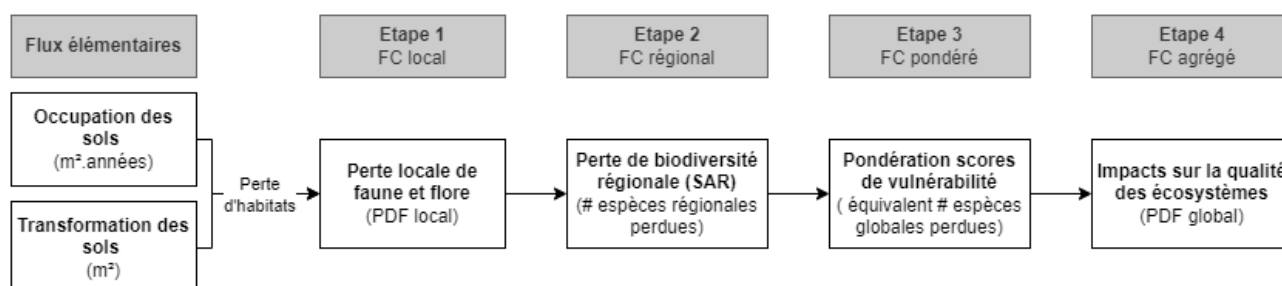 Flux élémentaires
Etape 1
FC local
Etape 2
FC régional
Etape 3
FC pondéré
Etape 4
FC agrégé
Occupation des
sols
(m².années)
Transformation des
sols
(m²)
Perte
d'habitats
Perte locale de
faune et flore
(PDF local)
Perte de biodiversité
régionale (SAR)
(# espèces régionales
perdues)
Pondération scores
de vulnérabilité
( équivalent # espèces
globales perdues)
Impacts sur la qualité
des écosystèmes
(PDF global)